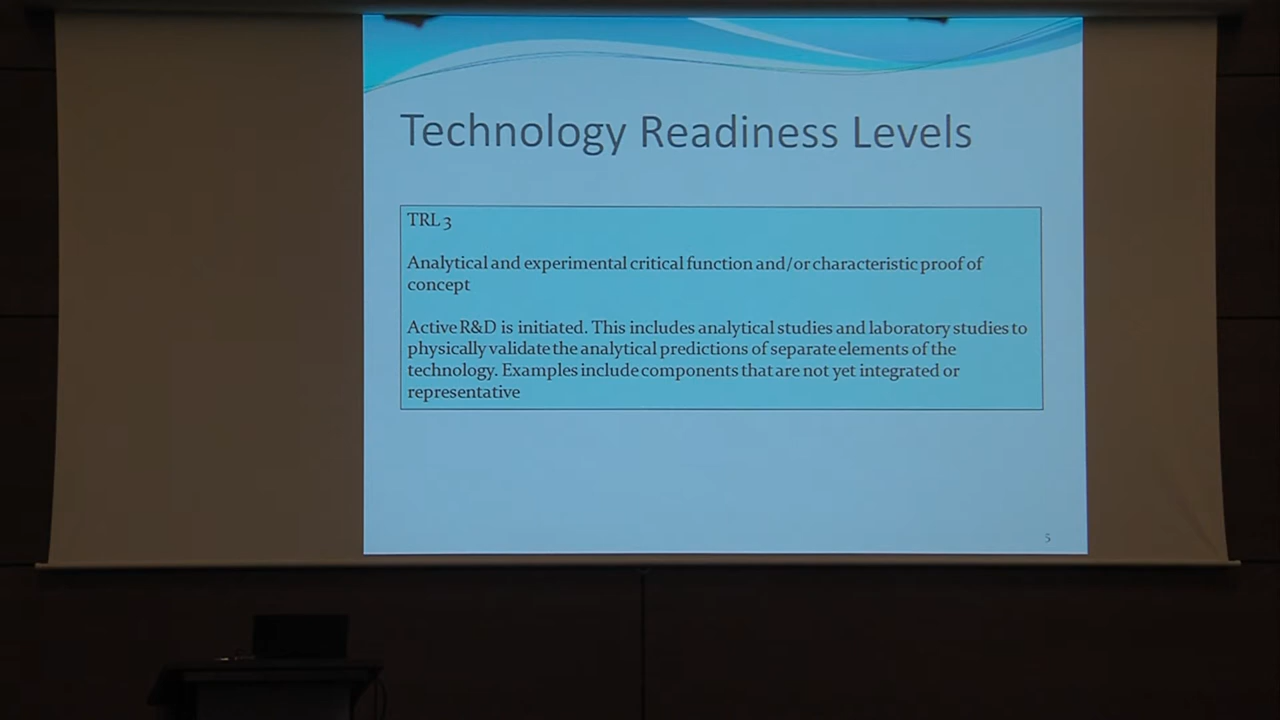 Technology Readiness Levels
TRL 3
Analytical and experimental critical function and/or characteristic proof of
concept
Active R&D is initiated. This includes analytical studies and laboratory studies to
physically validate the analytical predictions of separate elements of the
technology. Examples include components that are not yet integrated or
representative
5